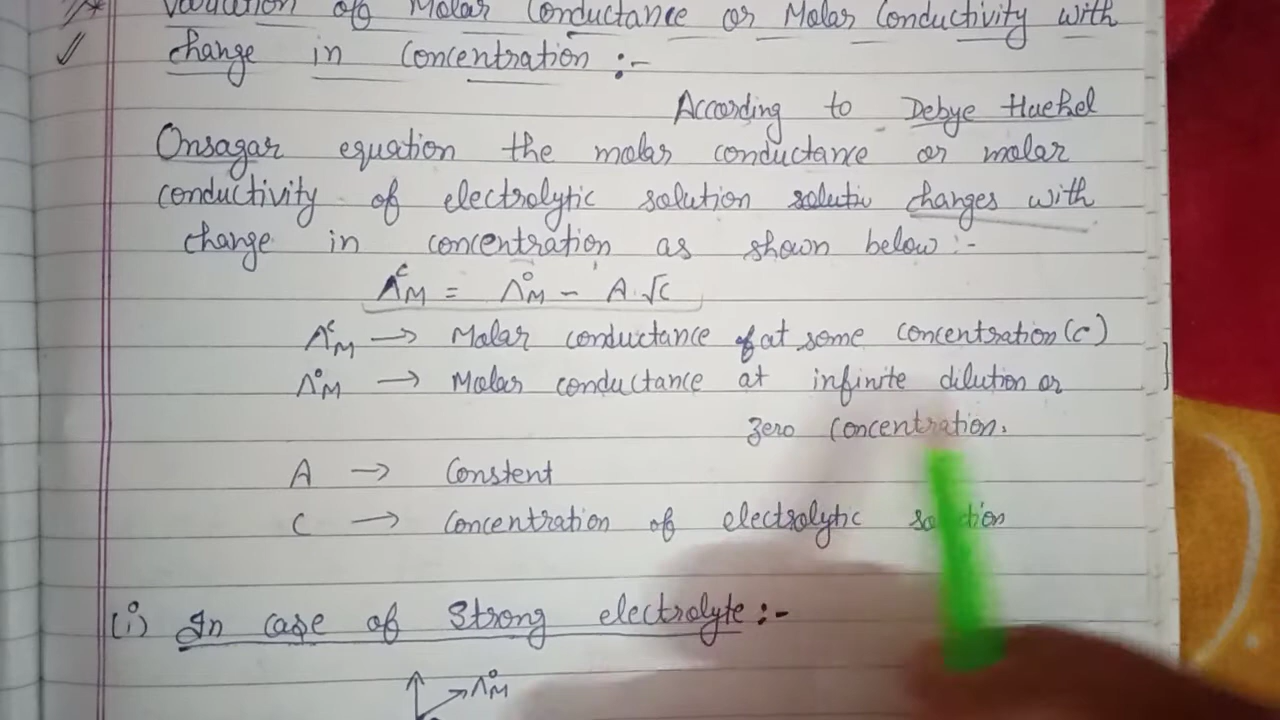 Variation of Molar Conductance or Molar Conductivity with
change in Concentration :-
According to Debye Huekel
Onsagar equation the molar conductance or molar
conductivity of electrolytic solution solutiv changes with
change in concentration as shown below :-
ΛᶜM = Λ°M - A.√C
ΛᶜM → Molar conductance of at some concentration (c)
Λ°M → Molar conductance at infinite dilution or
zero concentration.
A → Constent
C → Concentration of electrolytic solution
(i) In case of Strong electrolyte :-
Λ°M